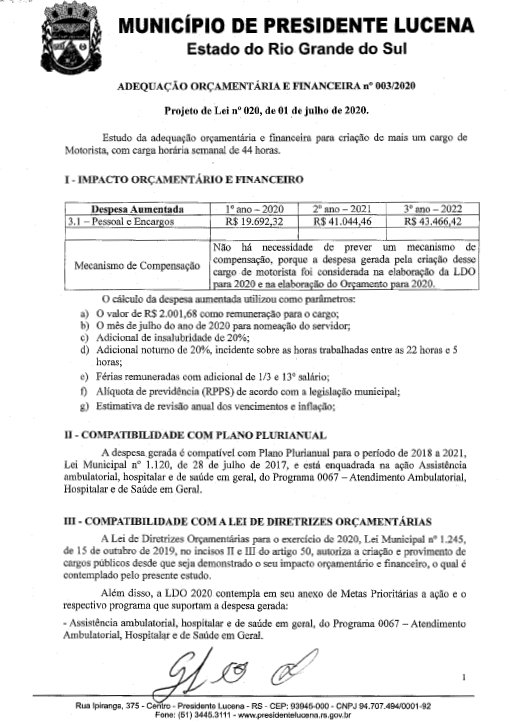 MUNICÍPIO DE PRESIDENTE LUCENA
Estado do Rio Grande do Sul
ADEQUAÇÃO ORÇAMENTÁRIA E FINANCEIRA nº 003/2020
Projeto de Lei nº 020, de 01 de julho de 2020.
Estudo da adequação orçamentária e financeira para criação de mais um cargo de
Motorista, com carga horária semanal de 44 horas.
I - IMPACTO ORÇAMENTÁRIO E FINANCEIRO
Despesa Aumentada 1º ano – 2020 2º ano – 2021 3º ano – 2022
3.1 – Pessoal e Encargos R$ 19.692,32 R$ 41.044,46 R$ 43.466,42
Mecanismo de Compensação
Não há necessidade de prever um mecanismo de
compensação, porque a despesa gerada pela criação desse
cargo de motorista foi considerada na elaboração da LDO
para 2020 e na elaboração do Orçamento para 2020.
O cálculo da despesa aumentada utilizou como parâmetros:
a) O valor de R$ 2.001,68 como remuneração para o cargo;
b) O mês de julho do ano de 2020 para nomeação do servidor;
c) Adicional de insalubridade de 20%;
d) Adicional noturno de 20%, incidente sobre as horas trabalhadas entre as 22 horas e 5
horas;
e) Férias remuneradas com adicional de 1/3 e 13º salário;
f) Alíquota de previdência (RPPS) de acordo com a legislação municipal;
g) Estimativa de revisão anual dos vencimentos e inflação;
II - COMPATIBILIDADE COM PLANO PLURIANUAL
A despesa gerada é compatível com Plano Plurianual para o período de 2018 a 2021,
Lei Municipal nº 1.120, de 28 de julho de 2017, e está enquadrada na ação Assistência
ambulatorial, hospitalar e de saúde em geral, do Programa 0067 – Atendimento Ambulatorial,
Hospitalar e de Saúde em Geral.
III - COMPATIBILIDADE COM A LEI DE DIRETRIZES ORÇAMENTÁRIAS
A Lei de Diretrizes Orçamentárias para o exercício de 2020, Lei Municipal nº 1.245,
de 15 de outubro de 2019, no incisos II e III do artigo 50, autoriza a criação e provimento de
cargos públicos desde que seja demonstrado o seu impacto orçamentário e financeiro, o qual é
contemplado pelo presente estudo.
Além disso, a LDO 2020 contempla em seu anexo de Metas Prioritárias a ação e o
respectivo programa que suportam a despesa gerada:
- Assistência ambulatorial, hospitalar e de saúde em geral, do Programa 0067 – Atendimento
Ambulatorial, Hospitalar e de Saúde em Geral.
1
Rua Ipiranga, 375 - Centro - Presidente Lucena - RS - CEP: 93945-000 - CNPJ 94.707.494/0001-92
Fone: (51) 3445.3111 - www.presidentelucena.rs.gov.br